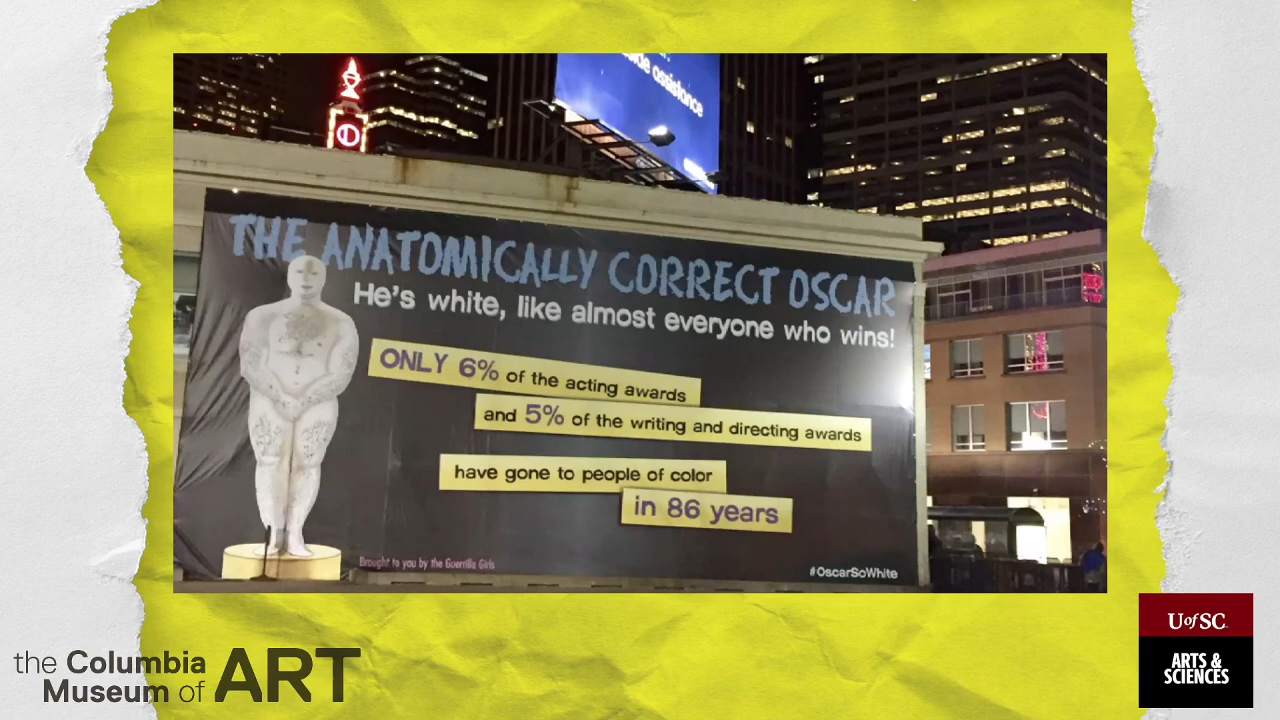 ide assistance
THE ANATOMICALLY CORRECT OSCAR
He's white, like almost everyone who wins!
ONLY 6% of the acting awards
and 5% of the writing and directing awards
have gone to people of color
in 86 years
Brought to you by the Guerrilla Girls
#OscarSoWhite
the Columbia
Museum of ART
UofSC
ARTS &
SCIENCES